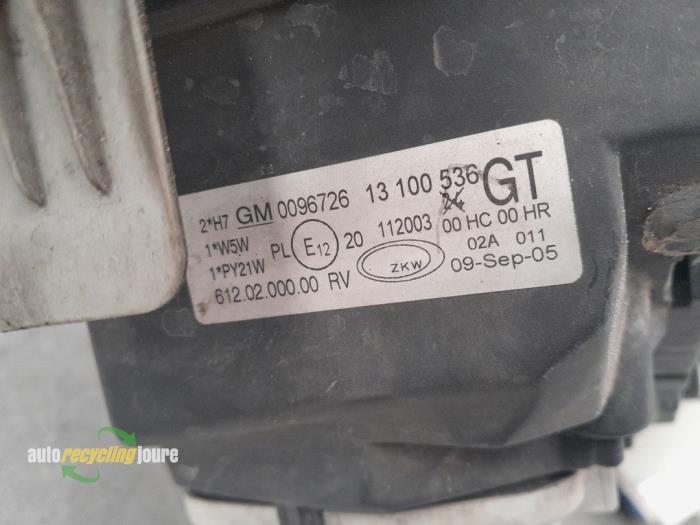 2*H7 GM 0096726 13 100 536 GT
1*W5W PL E12 20 112003 00 HC 00 HR
1*PY21W ZKW 02A 011
612.02.000.00 RV 09-Sep-05
autorecyclingjoure